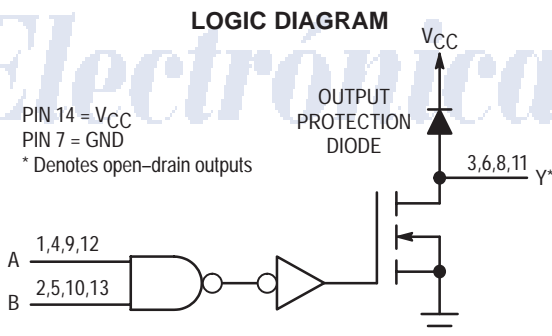 LOGIC DIAGRAM
Electrónica
VCC
PIN 14 = VCC
PIN 7 = GND
* Denotes open–drain outputs
OUTPUT
PROTECTION
DIODE
3,6,8,11
Y*
1,4,9,12
A
2,5,10,13
B